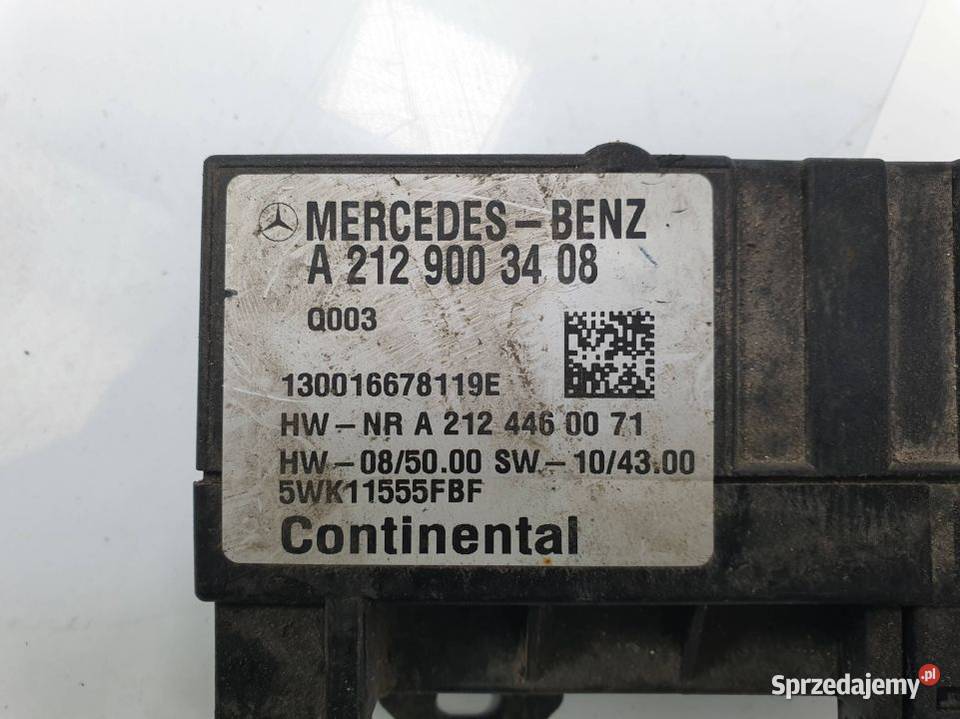 MERCEDES-BENZ
A 212 900 34 08
Q003
130016678119E
HW-NR A 212 446 00 71
HW-08/50.00 SW-10/43.00
5WK11555FBF
Continental
Sprzedajemy.pl